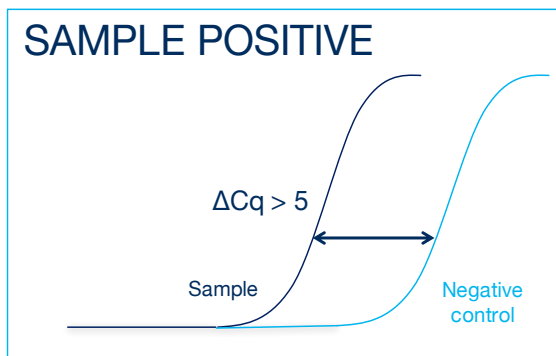 SAMPLE POSITIVE
ΔCq > 5
Sample
Negative
control